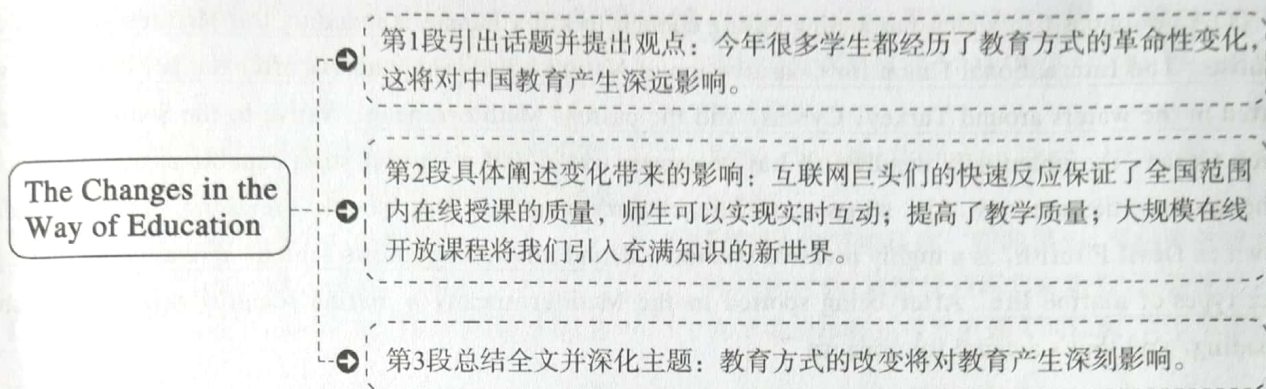 第1段引出话题并提出观点：今年很多学生都经历了教育方式的革命性变化，
这将对中国教育产生深远影响。
The Changes in the
Way of Education
第2段具体阐述变化带来的影响：互联网巨头们的快速反应保证了全国范围
内在线授课的质量，师生可以实现实时互动；提高了教学质量；大规模在线
开放课程将我们引入充满知识的新世界。
第3段总结全文并深化主题：教育方式的改变将对教育产生深刻影响。